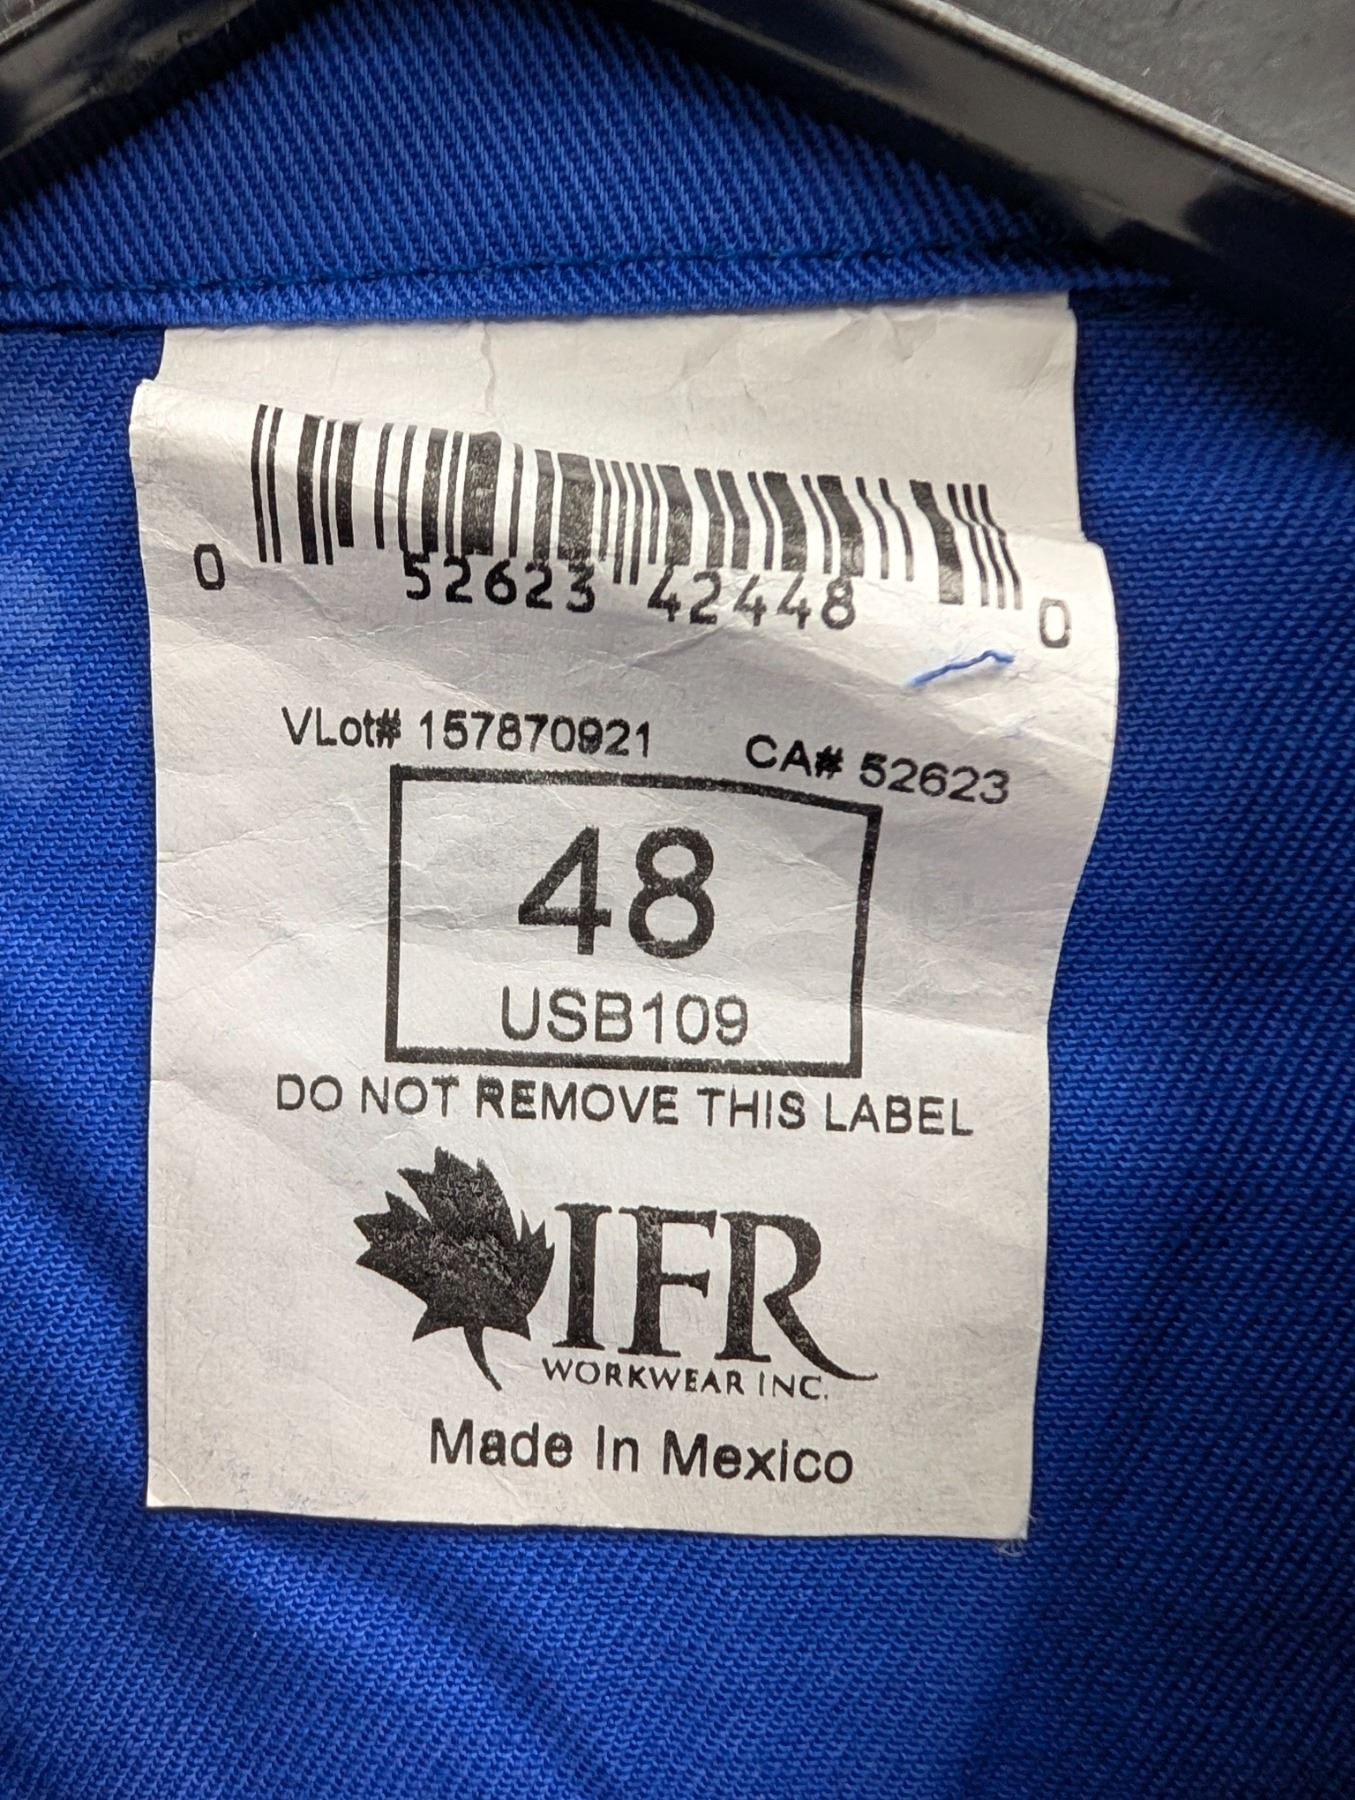 0 52623 42448 0
VLot# 157870921 CA# 52623
48
USB109
DO NOT REMOVE THIS LABEL
IFR
WORKWEAR INC.
Made In Mexico